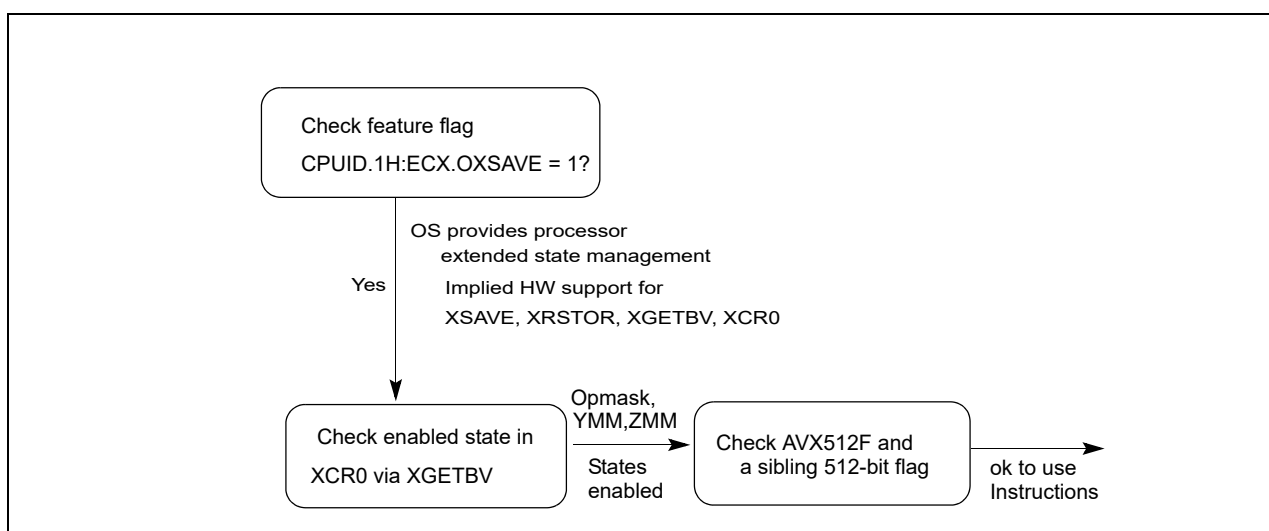 Check feature flag
CPUID.1H:ECX.OXSAVE = 1?
OS provides processor
extended state management
Yes
Implied HW support for
XSAVE, XRSTOR, XGETBV, XCR0
Check enabled state in
XCR0 via XGETBV
Opmask,
YMM,ZMM
States
enabled
Check AVX512F and
a sibling 512-bit flag
ok to use
Instructions